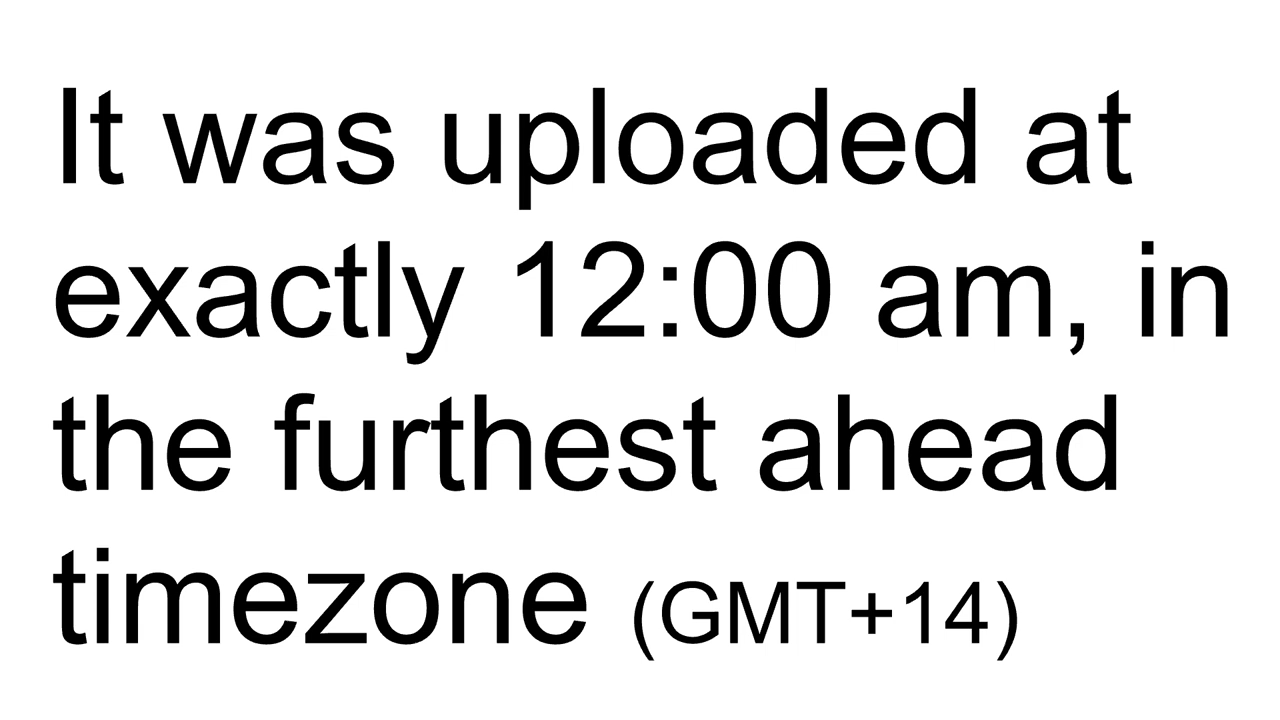 It was uploaded at
exactly 12:00 am, in
the furthest ahead
timezone (GMT+14)